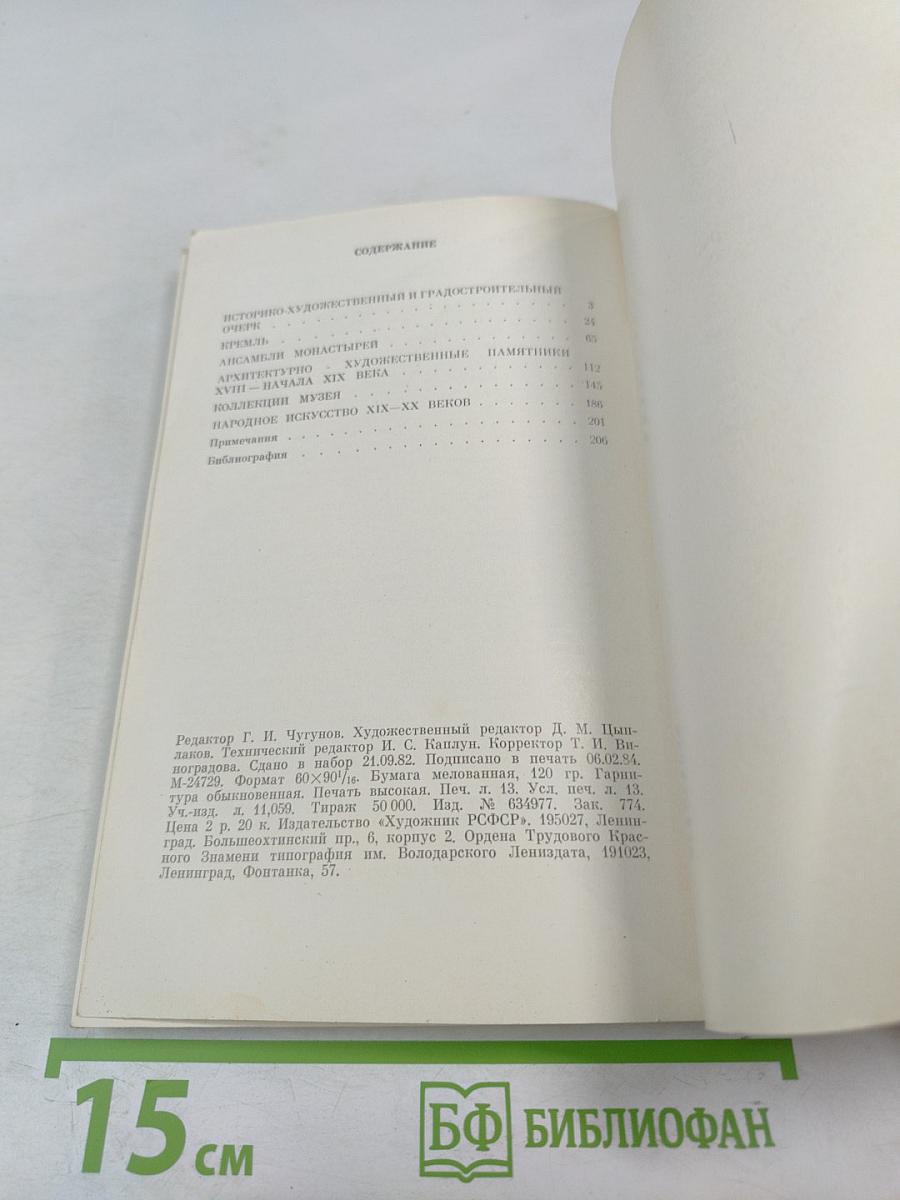 СОДЕРЖАНИЕ
ИСТОРИКО-ХУДОЖЕСТВЕННЫЙ И ГРАДОСТРОИТЕЛЬНЫЙ
ОЧЕРК . . . . . . . . . . . . . . . . 3
КРЕМЛЬ . . . . . . . . . . . . . . . . 24
АНСАМБЛИ МОНАСТЫРЕЙ . . . . . . . . . . . 65
АРХИТЕКТУРНО - ХУДОЖЕСТВЕННЫЕ ПАМЯТНИКИ
XVIII — НАЧАЛА XIX ВЕКА . . . . . . . . . . 112
КОЛЛЕКЦИИ МУЗЕЯ . . . . . . . . . . . . . 145
НАРОДНОЕ ИСКУССТВО XIX—XX ВЕКОВ . . . . . . . 186
Примечания . . . . . . . . . . . . . . . . 201
Библиография . . . . . . . . . . . . . . . 206
Редактор Г. И. Чугунов. Художественный редактор Д. М. Цып-
лаков. Технический редактор И. С. Каплун. Корректор Т. И. Ви-
ноградова. Сдано в набор 21.09.82. Подписано в печать 06.02.84.
М-24729. Формат 60×90¹/₁₆. Бумага мелованная, 120 гр. Гарни-
тура обыкновенная. Печать высокая. Печ. л. 13. Усл. печ. л. 13.
Уч.-изд. л. 11,059. Тираж 50 000. Изд. № 634977. Зак. 774.
Цена 2 р. 20 к. Издательство «Художник РСФСР». 195027, Ленин-
град. Большеохтинский пр., 6, корпус 2. Ордена Трудового Крас-
ного Знамени типография им. Володарского Лениздата, 191023,
Ленинград, Фонтанка, 57.
15 см
БФ БИБЛИОФАН